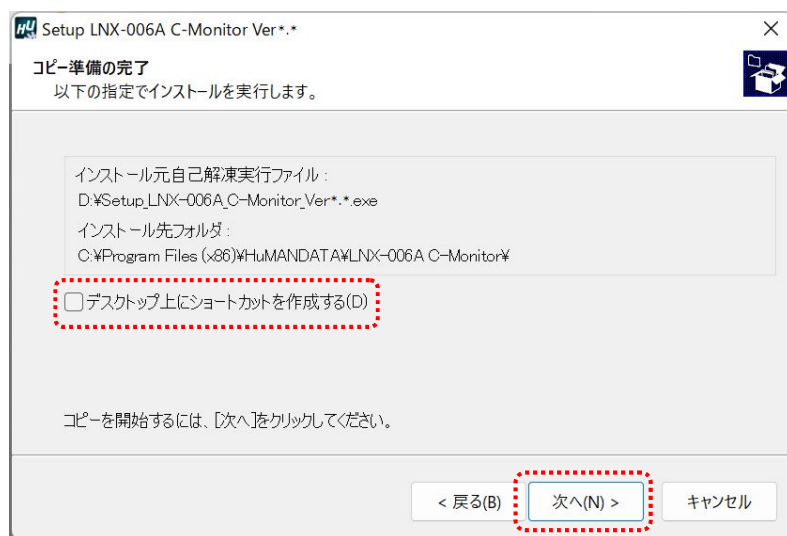 HU Setup LNX-006A C-Monitor Ver*.*
コピー準備の完了
以下の指定でインストールを実行します。
インストール元自己解凍実行ファイル :
D:¥Setup_LNX-006A_C-Monitor_Ver*.*.exe
インストール先フォルダ :
C:¥Program Files (x86)¥HuMANDATA¥LNX-006A C-Monitor¥
デスクトップ上にショートカットを作成する(D)
コピーを開始するには、[次へ]をクリックしてください。
< 戻る(B) 次へ(N) > キャンセル